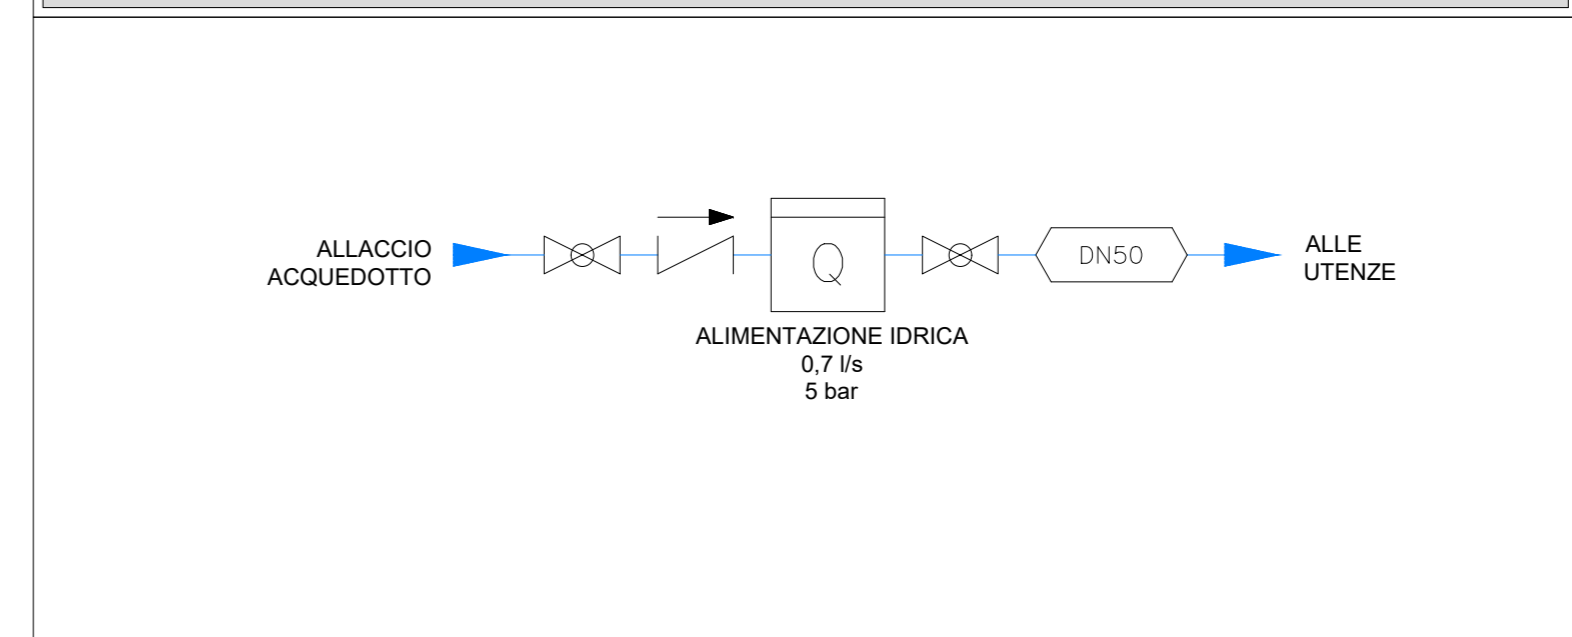 ALLACCIO
ACQUEDOTTO
Q
DN50
ALLE
UTENZE
ALIMENTAZIONE IDRICA
0,7 l/s
5 bar